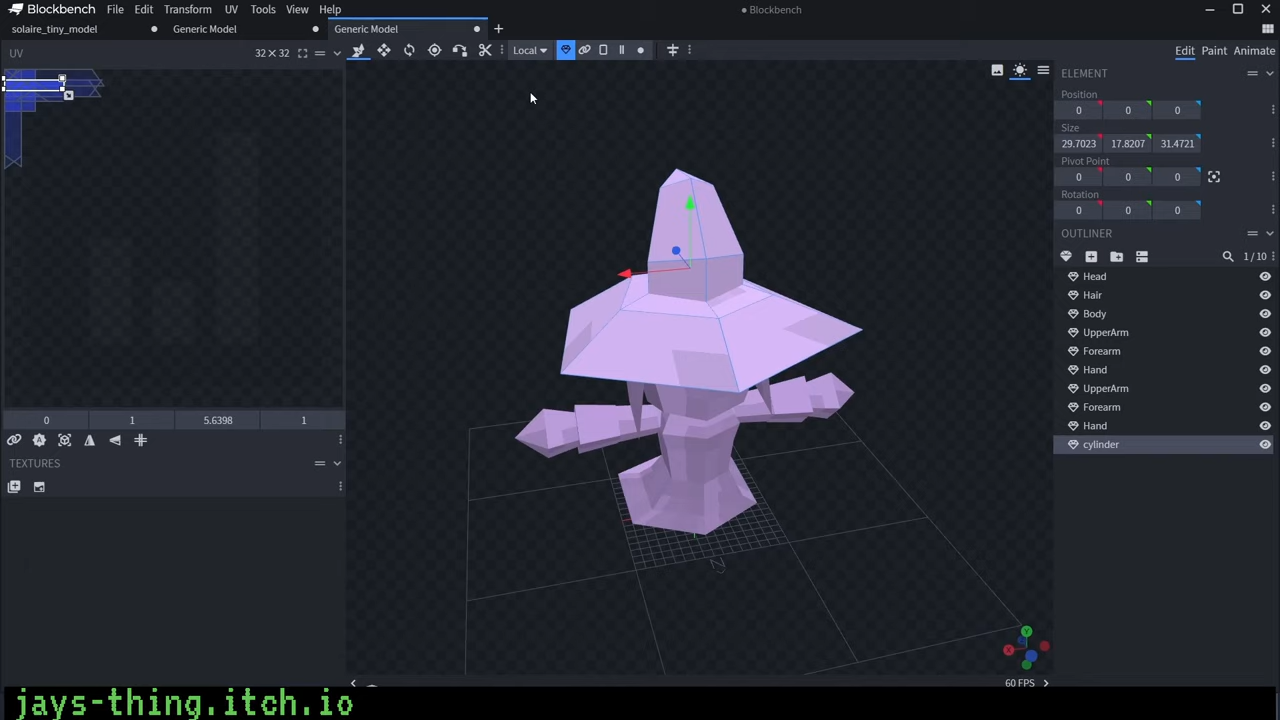 Blockbench File Edit Transform UV Tools View Help Blockbench
solaire_tiny_model Generic Model Generic Model
UV 32×32 Local Edit Paint Animate
ELEMENT
Position
0 0 0
Size
29.7023 17.8207 31.4721
Pivot Point
0 0 0
Rotation
0 0 0
OUTLINER
1/10
Head
Hair
Body
UpperArm
Forearm
Hand
UpperArm
Forearm
Hand
cylinder
0 1 5.6398 1
TEXTURES
N
X Y Z
60 FPS
jays-thing.itch.io